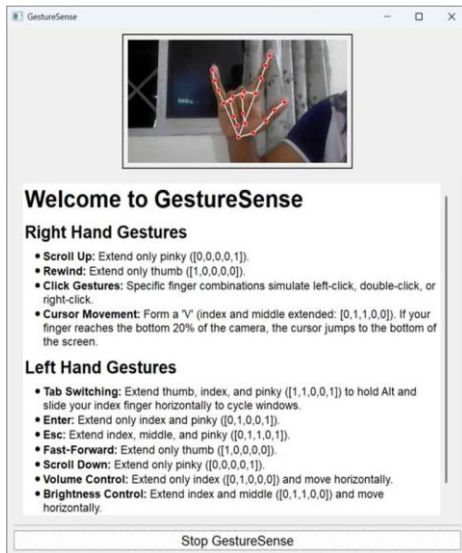 GestureSense
Welcome to GestureSense
Right Hand Gestures
• Scroll Up: Extend only pinky ([0,0,0,0,1]).
• Rewind: Extend only thumb ([1,0,0,0,0]).
• Click Gestures: Specific finger combinations simulate left-click, double-click, or
right-click.
• Cursor Movement: Form a 'V' (index and middle extended: [0,1,1,0,0]). If your
finger reaches the bottom 20% of the camera, the cursor jumps to the bottom of
the screen.
Left Hand Gestures
• Tab Switching: Extend thumb, index, and pinky ([1,1,0,0,1]) to hold Alt and
slide your index finger horizontally to cycle windows.
• Enter: Extend only index and pinky ([0,1,0,0,1]).
• Esc: Extend index, middle, and pinky ([0,1,1,0,1]).
• Fast-Forward: Extend only thumb ([1,0,0,0,0]).
• Scroll Down: Extend only pinky ([0,0,0,0,1]).
• Volume Control: Extend only index ([0,1,0,0,0]) and move horizontally.
• Brightness Control: Extend index and middle ([0,1,1,0,0]) and move
horizontally.
Stop GestureSense